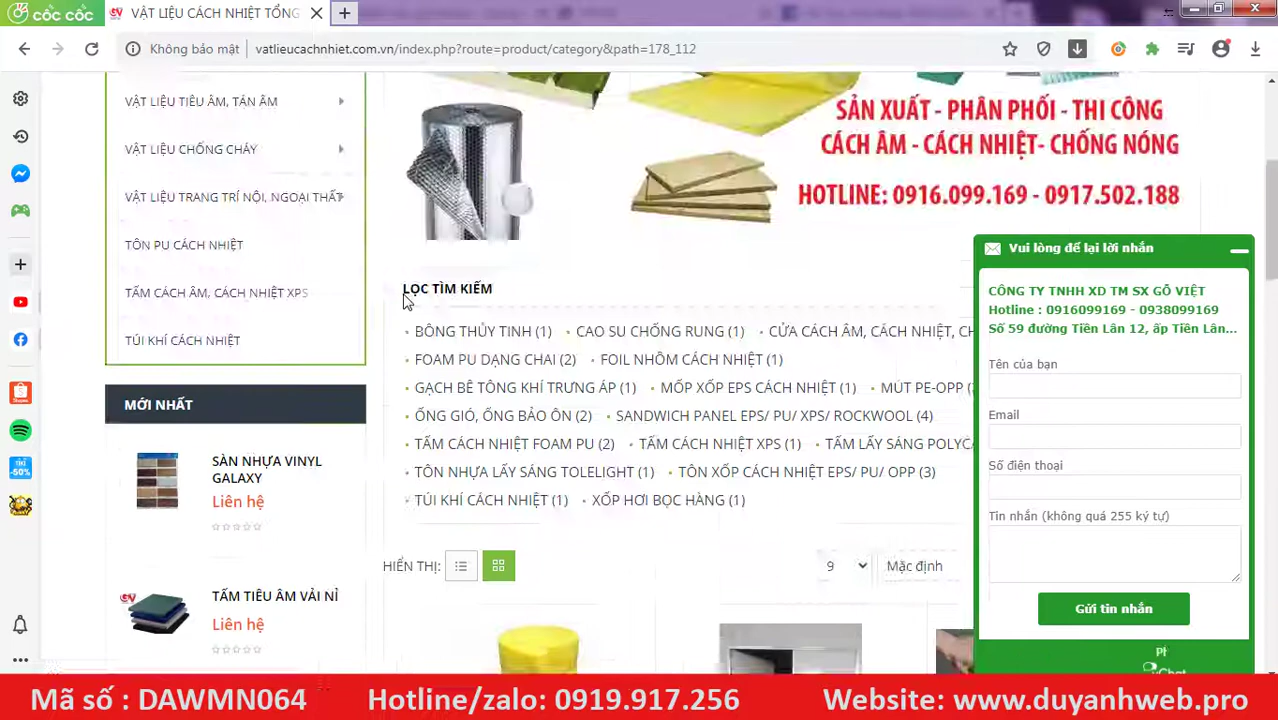 cốc cốc
VẬT LIỆU CÁCH NHIỆT TỔNG
Không bảo mật
vatlieucachnhiet.com.vn/index.php?route=product/category&path=178_112
VẬT LIỆU TIÊU ÂM, TÁN ÂM
VẬT LIỆU CHỐNG CHÁY
VẬT LIỆU TRANG TRÍ NỘI, NGOẠI THẤT
TÔN PU CÁCH NHIỆT
TẤM CÁCH ÂM, CÁCH NHIỆT XPS
TÚI KHÍ CÁCH NHIỆT
MỚI NHẤT
SÀN NHỰA VINYL
GALAXY
Liên hệ
TẤM TIÊU ÂM VẢI NỈ
Liên hệ
SẢN XUẤT - PHÂN PHỐI - THI CÔNG
CÁCH ÂM - CÁCH NHIỆT- CHỐNG NÓNG
HOTLINE: 0916.099.169 - 0917.502.188
LỌC TÌM KIẾM
BÔNG THỦY TINH (1) CAO SU CHỐNG RUNG (1) CỬA CÁCH ÂM, CÁCH NHIỆT, CH
FOAM PU DẠNG CHAI (2) FOIL NHÔM CÁCH NHIỆT (1)
GẠCH BÊ TÔNG KHÍ TRƯNG ÁP (1) MỐP XỐP EPS CÁCH NHIỆT (1) MÚT PE-OPP (
ỐNG GIÓ, ỐNG BẢO ÔN (2) SANDWICH PANEL EPS/ PU/ XPS/ ROCKWOOL (4)
TẤM CÁCH NHIỆT FOAM PU (2) TẤM CÁCH NHIỆT XPS (1) TẤM LẤY SÁNG POLYCA
TÔN NHỰA LẤY SÁNG TOLELIGHT (1) TÔN XỐP CÁCH NHIỆT EPS/ PU/ OPP (3)
TÚI KHÍ CÁCH NHIỆT (1) XỐP HƠI BỌC HÀNG (1)
HIỂN THỊ:
9
Mặc định
Vui lòng để lại lời nhắn
CÔNG TY TNHH XD TM SX GỖ VIỆT
Hotline : 0916099169 - 0938099169
Số 59 đường Tiền Lân 12, ấp Tiền Lân...
Tên của bạn
Email
Số điện thoại
Tin nhắn (không quá 255 ký tự)
Gửi tin nhắn
Mã số : DAWMN064
Hotline/zalo: 0919.917.256
Website: www.duyanhweb.pro